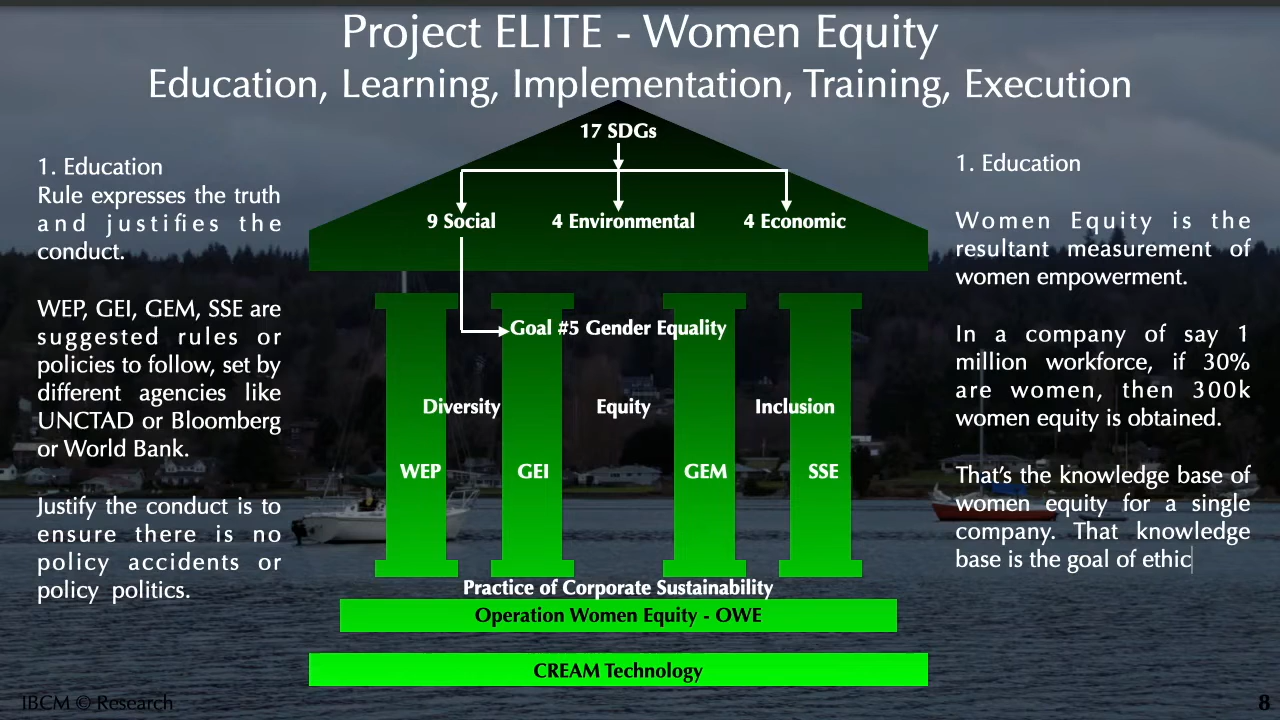 Project ELITE - Women Equity
Education, Learning, Implementation, Training, Execution
1. Education
Rule expresses the truth
and justifies the
conduct.
WEP, GEI, GEM, SSE are
suggested rules or
policies to follow, set by
different agencies like
UNCTAD or Bloomberg
or World Bank.
Justify the conduct is to
ensure there is no
policy accidents or
policy politics.
17 SDGs
9 Social
4 Environmental
4 Economic
Goal #5 Gender Equality
Diversity
Equity
Inclusion
WEP
GEI
GEM
SSE
Practice of Corporate Sustainability
Operation Women Equity - OWE
CREAM Technology
1. Education
Women Equity is the
resultant measurement of
women empowerment.
In a company of say 1
million workforce, if 30%
are women, then 300k
women equity is obtained.
That's the knowledge base of
women equity for a single
company. That knowledge
base is the goal of ethic
IBCM © Research
8